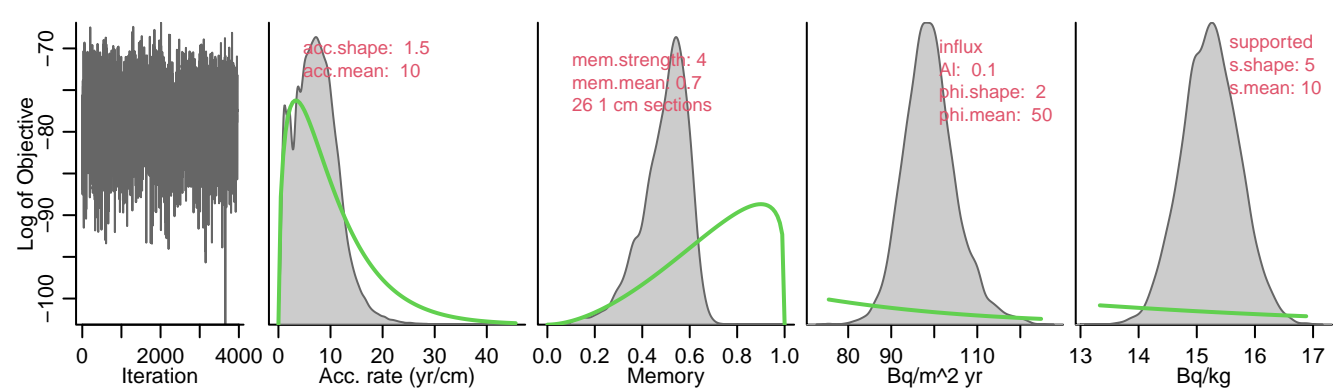 Log of Objective
−70
−80
−90
−100
0
2000
4000
Iteration
acc.shape: 1.5
acc.mean: 10
0
10
20
30
40
Acc. rate (yr/cm)
mem.strength: 4
mem.mean: 0.7
26 1 cm sections
0.0
0.2
0.4
0.6
0.8
1.0
Memory
influx
Al: 0.1
phi.shape: 2
phi.mean: 50
80
90
110
Bq/m^2 yr
supported
s.shape: 5
s.mean: 10
13
14
15
16
17
Bq/kg